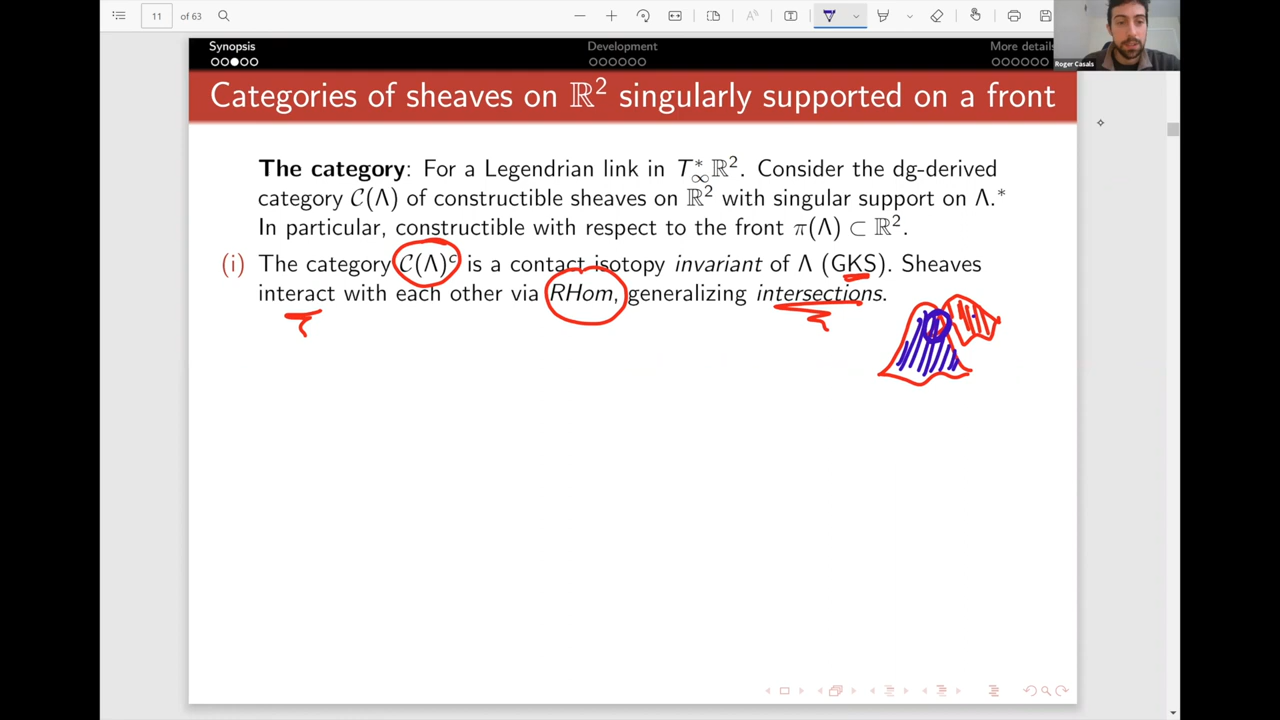 11 of 63
Roger Casals
Synopsis Development More details
Categories of sheaves on ℝ² singularly supported on a front
The category: For a Legendrian link in T*∞ℝ². Consider the dg-derived
category 𝒞(Λ) of constructible sheaves on ℝ² with singular support on Λ.*
In particular, constructible with respect to the front π(Λ) ⊂ ℝ².
(i) The category 𝒞(Λ)ᶜ is a contact isotopy invariant of Λ (GKS). Sheaves
interact with each other via RHom, generalizing intersections.